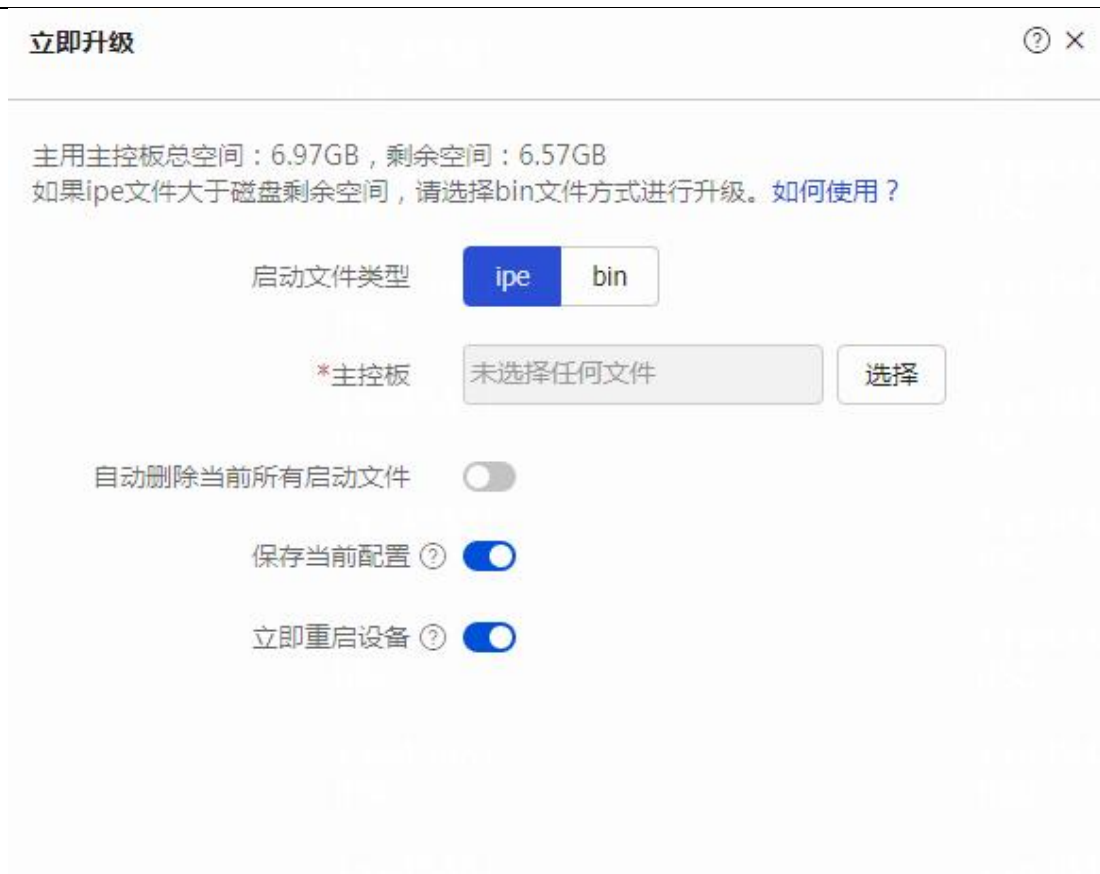 立即升级
主用主控板总空间：6.97GB，剩余空间：6.57GB
如果ipe文件大于磁盘剩余空间，请选择bin文件方式进行升级。如何使用？
启动文件类型 ipe bin
*主控板 未选择任何文件 选择
自动删除当前所有启动文件
保存当前配置
立即重启设备